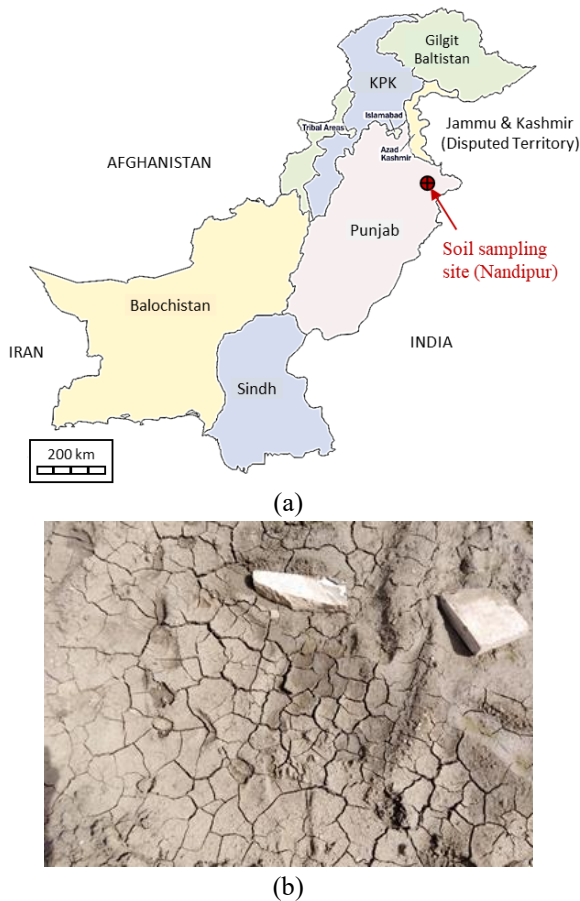 Gilgit
Baltistan
KPK
Islamabad
Tribal Areas
Jammu & Kashmir
(Disputed Territory)
AFGHANISTAN
Azad
Kashmir
Punjab
Soil sampling
site (Nandipur)
Balochistan
IRAN
INDIA
Sindh
200 km
(a)
(b)